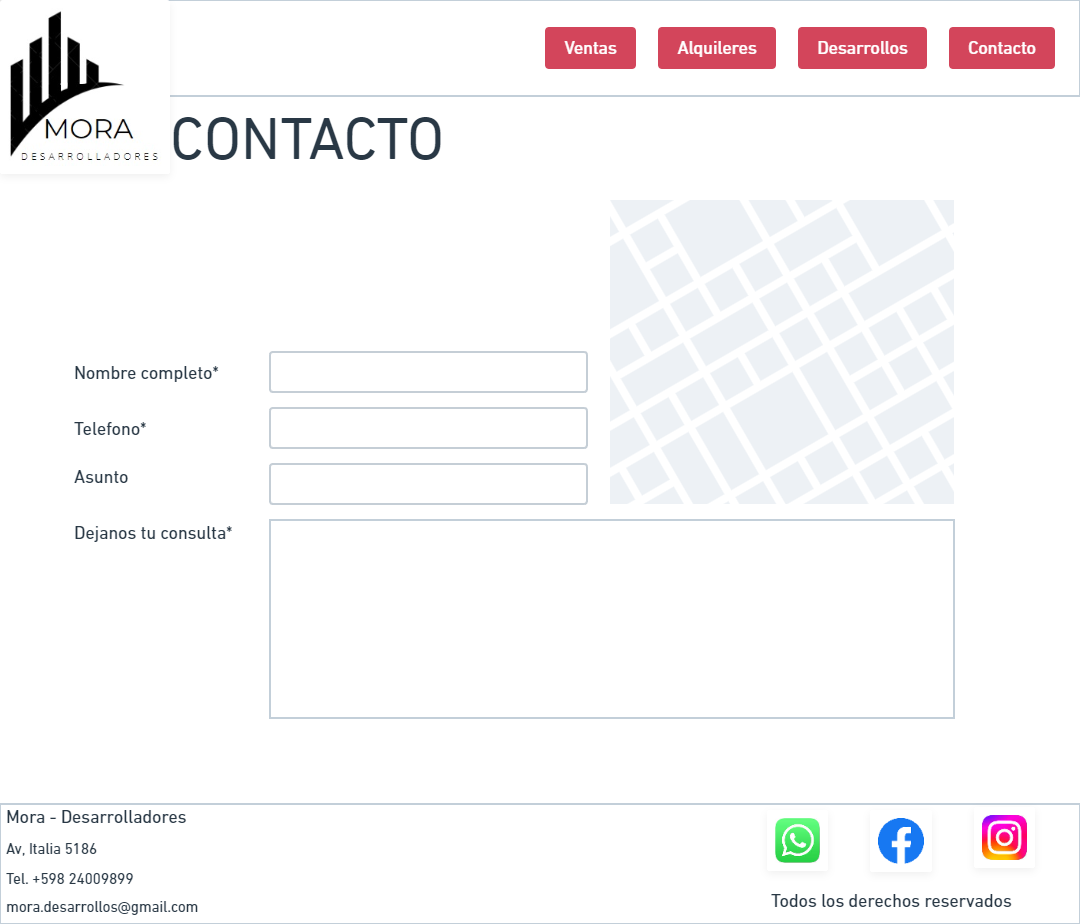 MORA
DESARROLLADORES
Ventas
Alquileres
Desarrollos
Contacto
CONTACTO
Nombre completo*
Telefono*
Asunto
Dejanos tu consulta*
Mora - Desarrolladores
Av, Italia 5186
Tel. +598 24009899
mora.desarrollos@gmail.com
Todos los derechos reservados